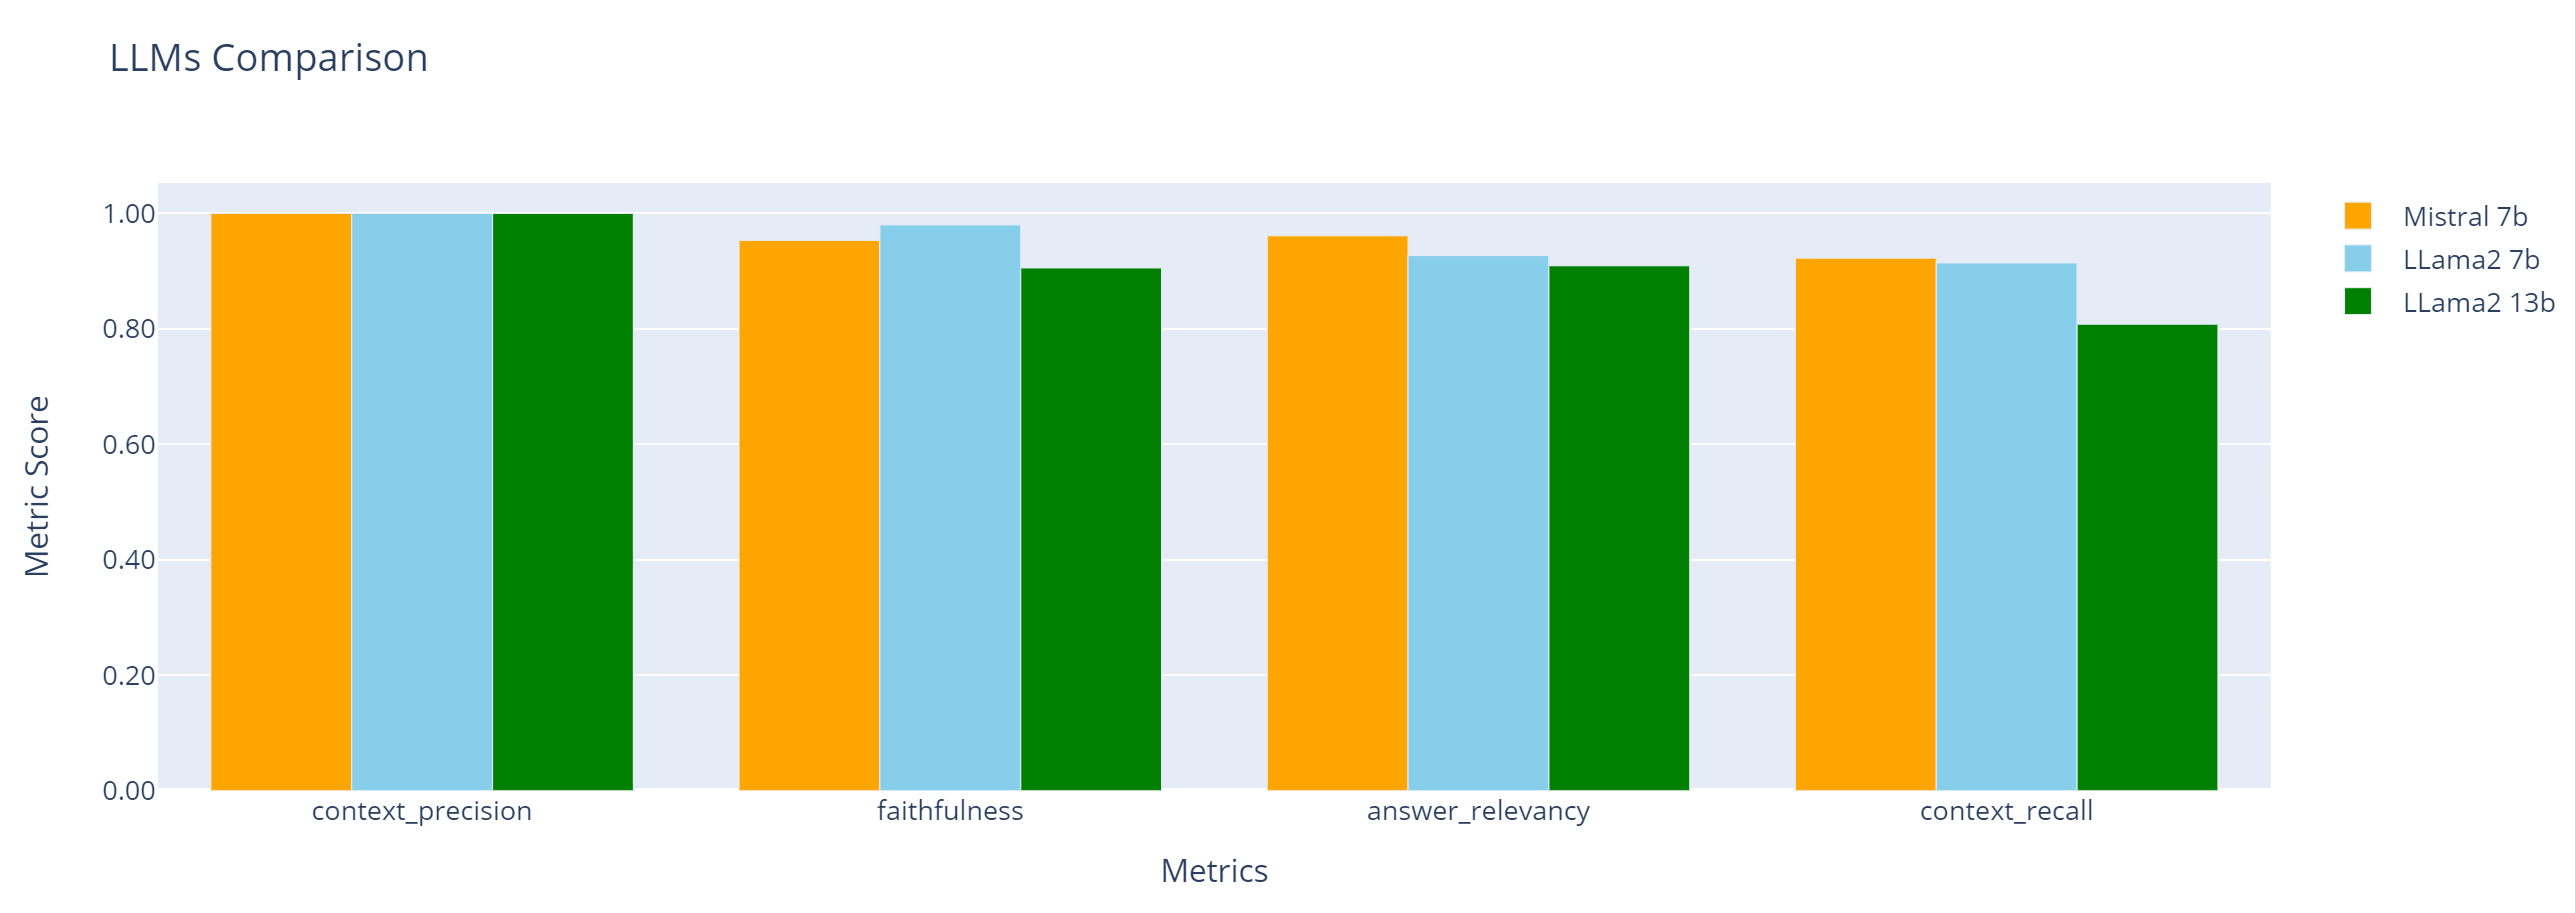 LLMs Comparison
1.00
0.80
0.60
0.40
0.20
0.00
Metric Score
context_precision
faithfulness
answer_relevancy
context_recall
Metrics
Mistral 7b
LLama2 7b
LLama2 13b